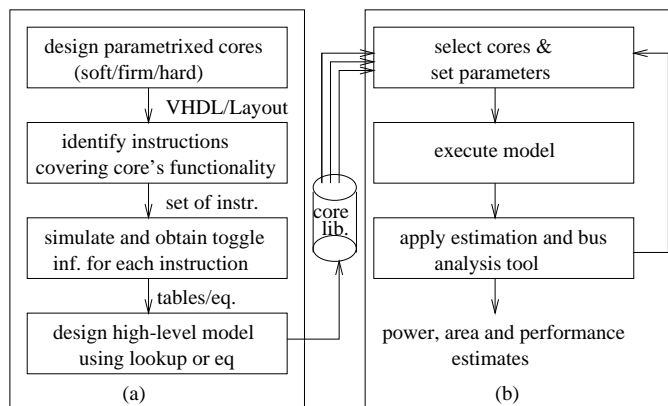 design parametrixed cores
(soft/firm/hard)
VHDL/Layout
identify instructions
covering core's functionality
set of instr.
simulate and obtain toggle
inf. for each instruction
tables/eq.
design high-level model
using lookup or eq
(a)
core
lib.
select cores &
set parameters
execute model
apply estimation and bus
analysis tool
power, area and performance
estimates
(b)